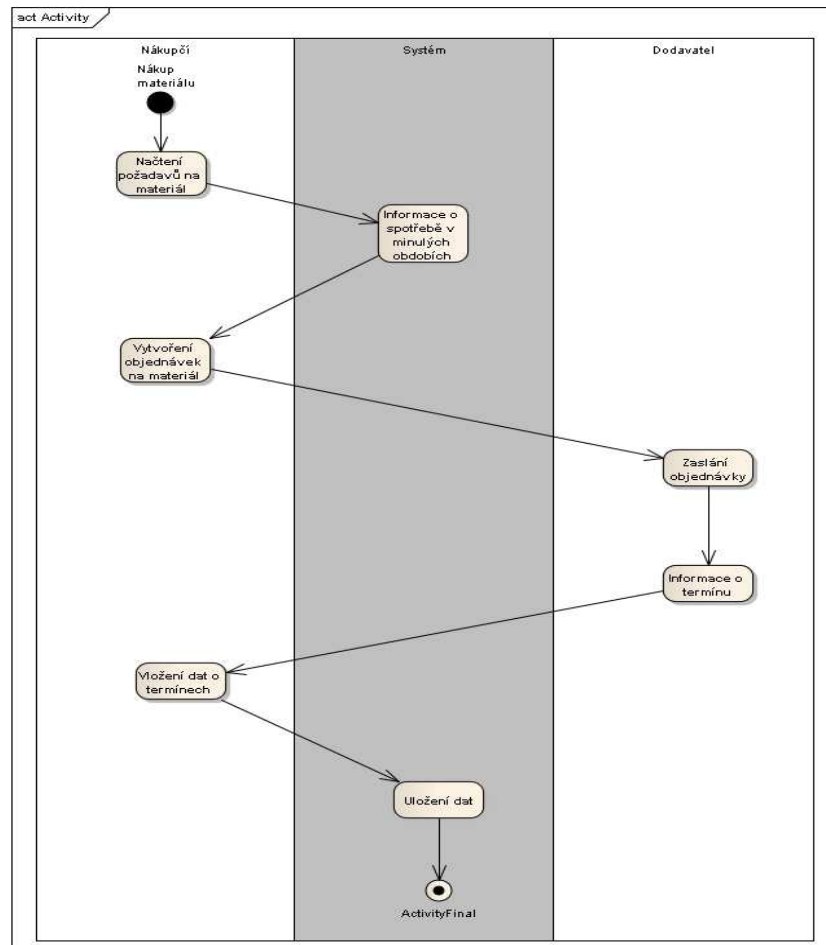 act Activity
Nákupčí
Systém
Dodavatel
Nákup
materiálu
Načtení
požadavů na
materiál
Informace o
spotřebě v
minulých
obdobích
Vytvoření
objednávek
na materiál
Zaslání
objednávky
Informace o
termínu
Vložení dat o
termínech
Uložení dat
ActivityFinal